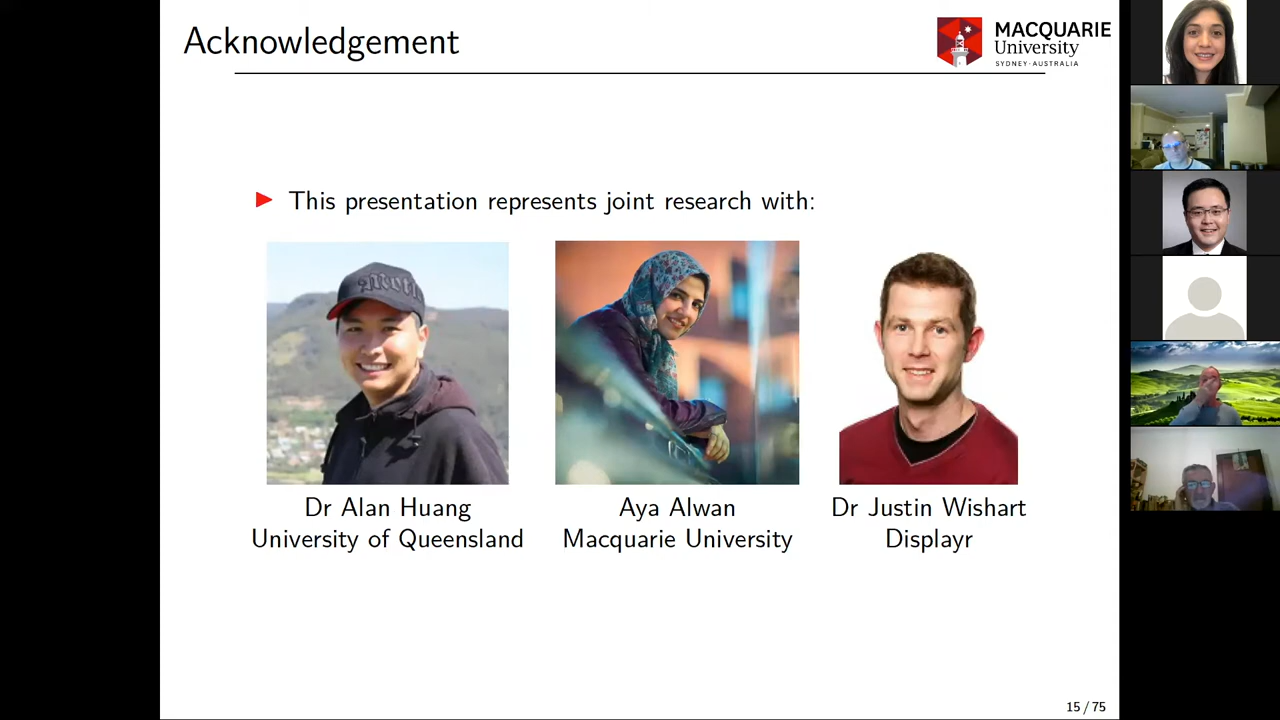 Acknowledgement
MACQUARIE
University
SYDNEY·AUSTRALIA
This presentation represents joint research with:
Dr Alan Huang
University of Queensland
Aya Alwan
Macquarie University
Dr Justin Wishart
Displayr
15 / 75